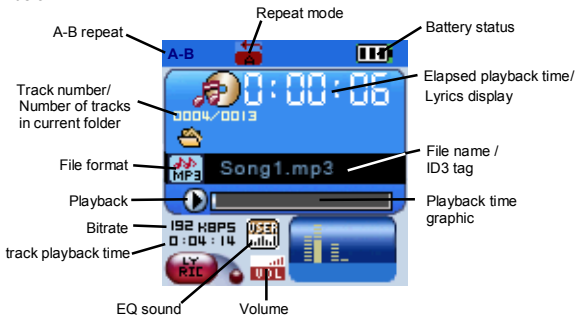 Repeat mode
A-B repeat
Battery status
A-B
A
0:00:06
Elapsed playback time/
Lyrics display
Track number/
Number of tracks
in current folder
0004/0013
File format
MP3
Song1.mp3
File name /
ID3 tag
Playback
Playback time
graphic
Bitrate
192 KBPS
USER
track playback time
0:04:14
LY
RIC
VOL
EQ sound
Volume